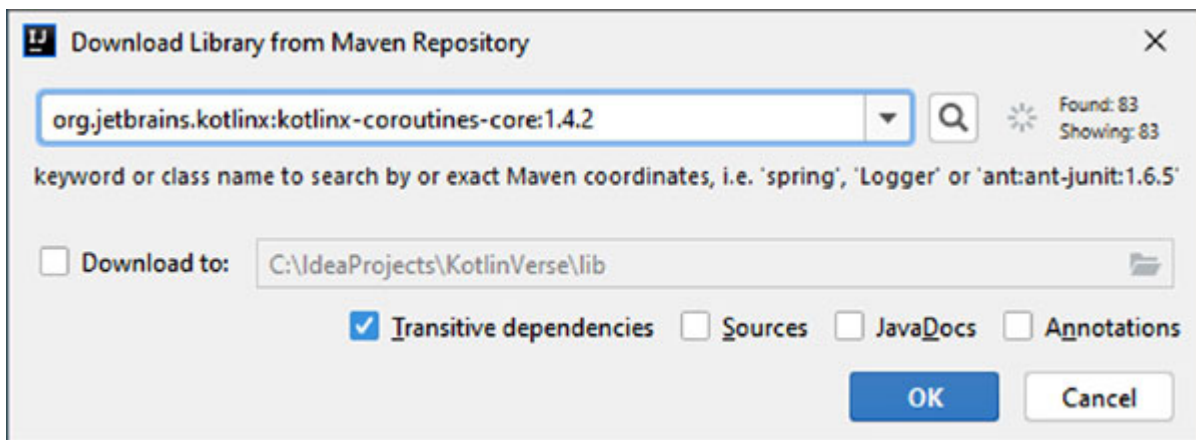 IJ Download Library from Maven Repository
org.jetbrains.kotlinx:kotlinx-coroutines-core:1.4.2
Found: 83
Showing: 83
keyword or class name to search by or exact Maven coordinates, i.e. 'spring', 'Logger' or 'ant:ant-junit:1.6.5'
Download to: C:\IdeaProjects\KotlinVerse\lib
Transitive dependencies Sources JavaDocs Annotations
OK Cancel